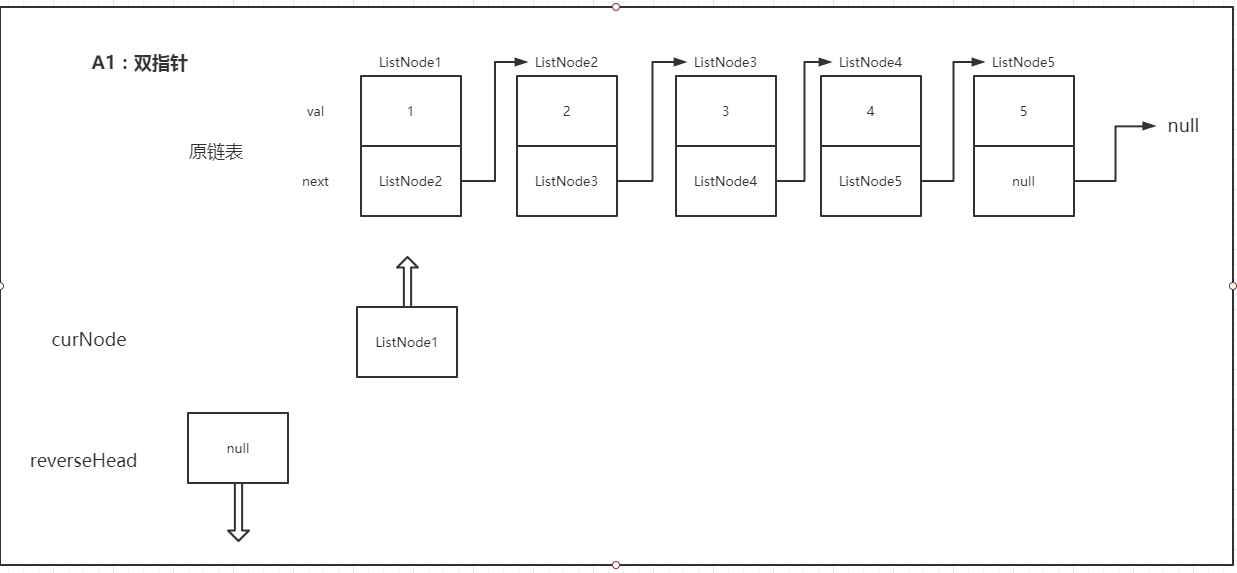 A1：双指针
ListNode1 ListNode2 ListNode3 ListNode4 ListNode5
val 1 2 3 4 5
null
原链表
next ListNode2 ListNode3 ListNode4 ListNode5 null
curNode ListNode1
null
reverseHead